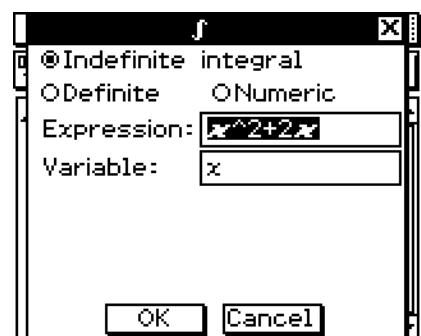 ∫
Indefinite integral
Definite Numeric
Expression: x^2+2x
Variable: x
OK Cancel